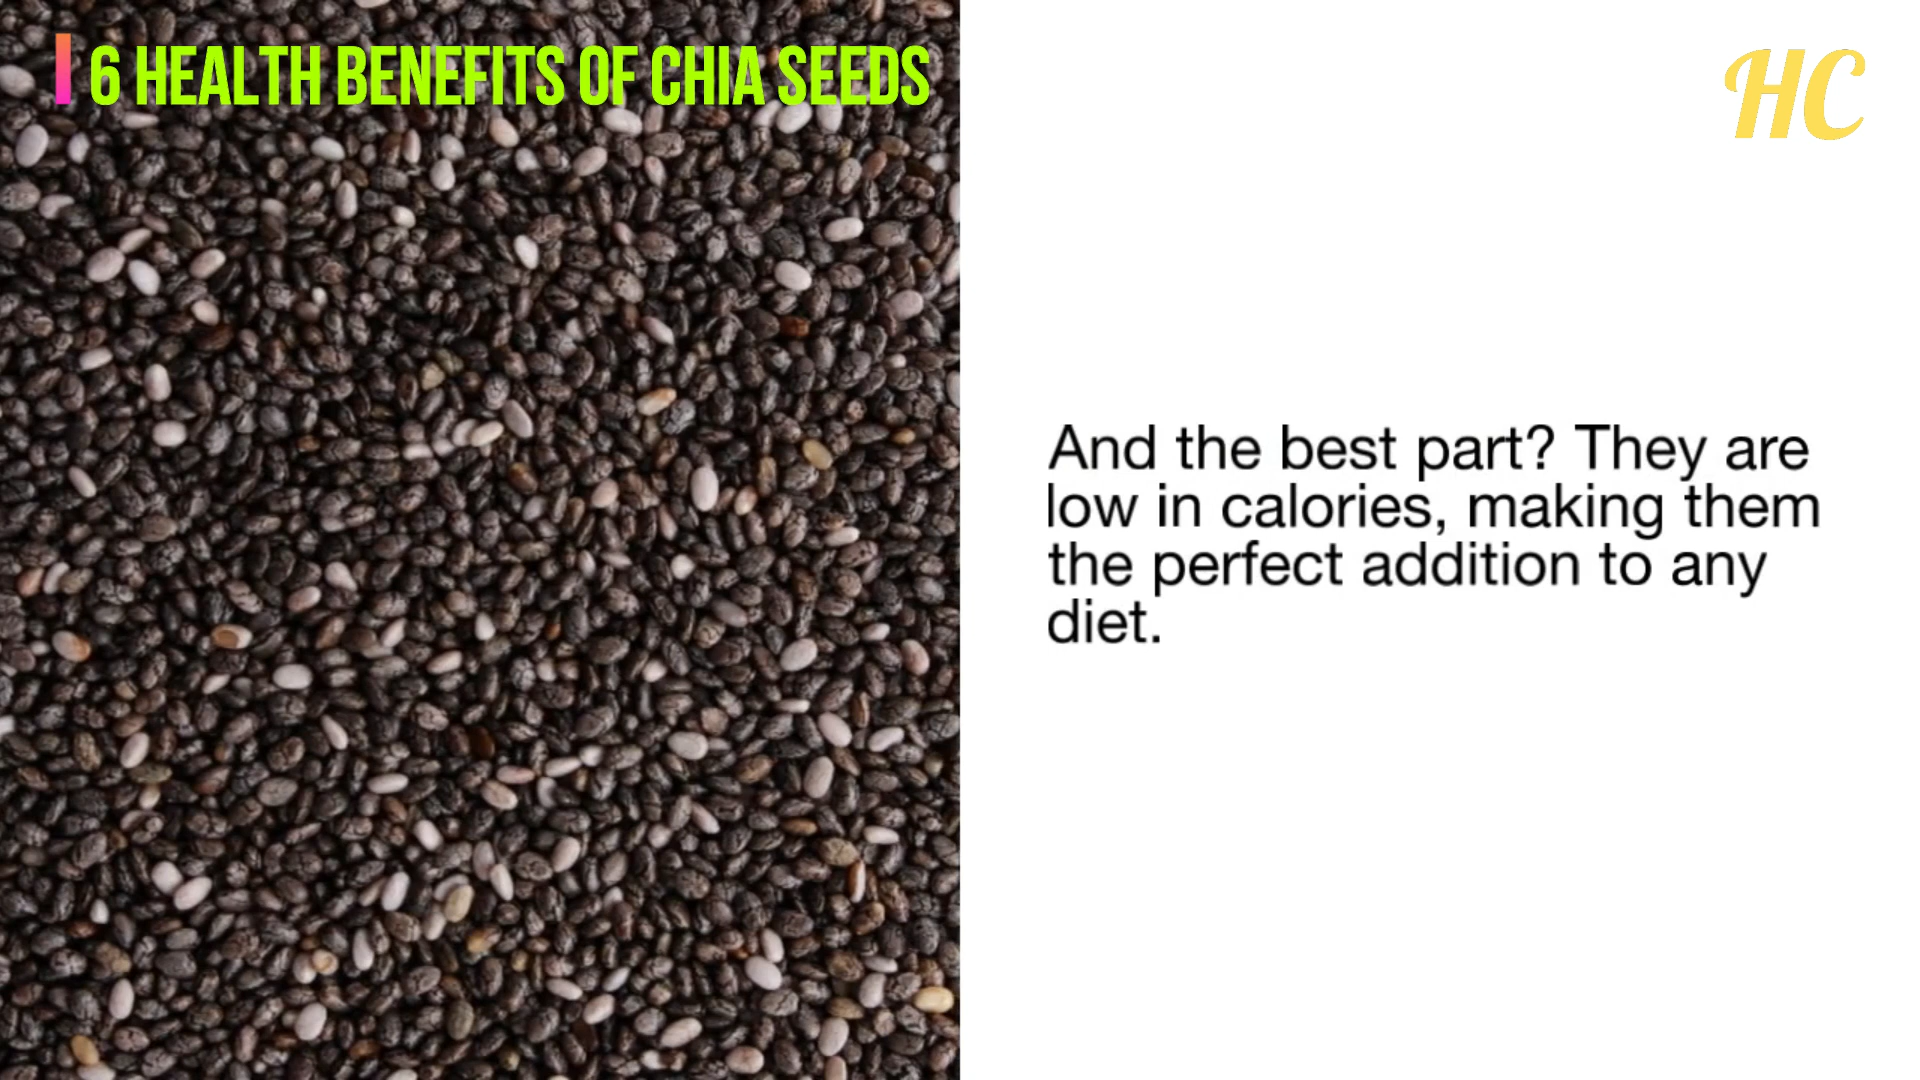 6 HEALTH BENEFITS OF CHIA SEEDS
HC
And the best part? They are
low in calories, making them
the perfect addition to any
diet.